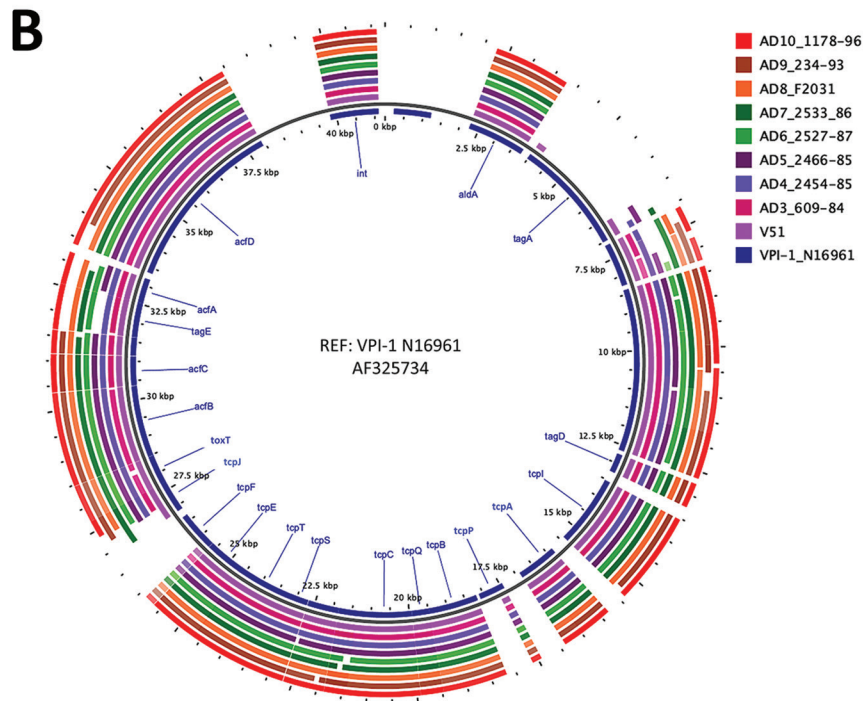 B
AD10_1178-96
AD9_234-93
AD8_F2031
AD7_2533_86
AD6_2527-87
AD5_2466-85
AD4_2454-85
AD3_609-84
V51
VPI-1_N16961
REF: VPI-1 N16961
AF325734
0 kbp
2.5 kbp
5 kbp
7.5 kbp
10 kbp
12.5 kbp
15 kbp
17.5 kbp
20 kbp
22.5 kbp
25 kbp
27.5 kbp
30 kbp
32.5 kbp
35 kbp
37.5 kbp
40 kbp
int
aldA
tagA
tagD
tcpI
tcpA
tcpP
tcpB
tcpQ
tcpC
tcpS
tcpT
tcpE
tcpF
tcpJ
toxT
acfB
acfC
tagE
acfA
acfD